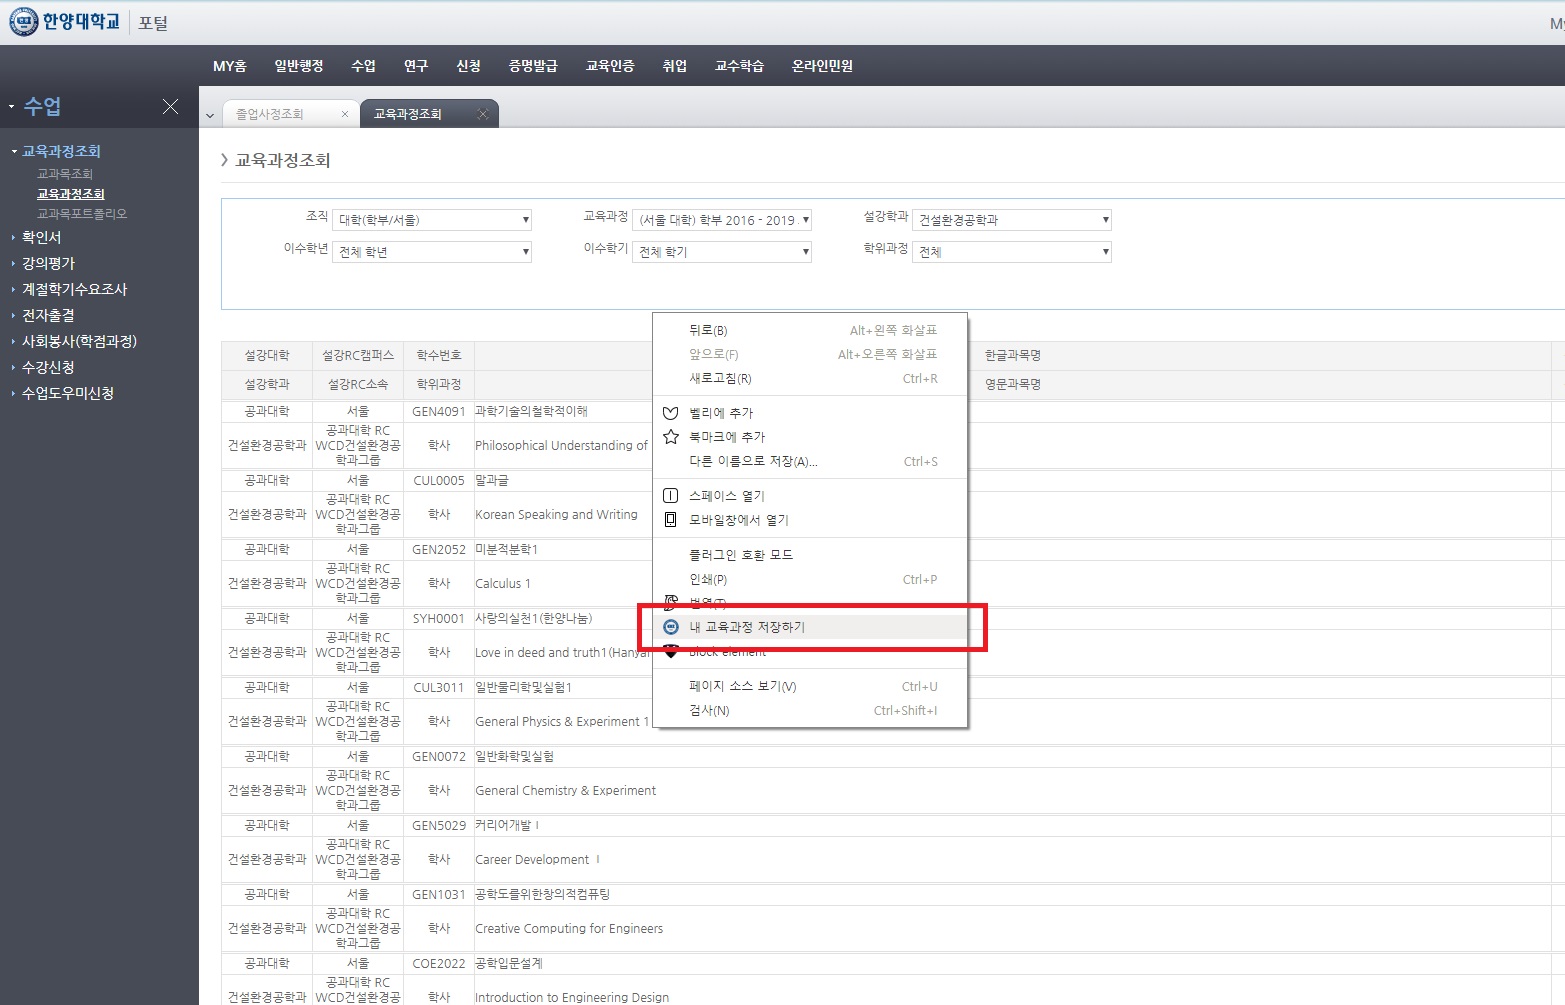 한양대학교 포털
My
MY홈 일반행정 수업 연구 신청 증명발급 교육인증 취업 교수학습 온라인민원
수업
졸업사정조회
교육과정조회
교육과정조회
교과목조회
교육과정조회
교과목포트폴리오
확인서
강의평가
계절학기수요조사
전자출결
사회봉사(학점과정)
수강신청
수업도우미신청
교육과정조회
조직 대학(학부/서울) 교육과정 (서울 대학) 학부 2016 - 2019 설강학과 건설환경공학과
이수학년 전체 학년 이수학기 전체 학기 학위과정 전체
설강대학 설강RC캠퍼스 학수번호 한글과목명
설강학과 설강RC소속 학위과정 영문과목명
공과대학 서울 GEN4091 과학기술의철학적이해
건설환경공학과 공과대학 RC WCD건설환경공학과그룹 학사 Philosophical Understanding of
공과대학 서울 CUL0005 말과글
건설환경공학과 공과대학 RC WCD건설환경공학과그룹 학사 Korean Speaking and Writing
공과대학 서울 GEN2052 미분적분학1
건설환경공학과 공과대학 RC WCD건설환경공학과그룹 학사 Calculus 1
공과대학 서울 SYH0001 사랑의실천1(한양나눔)
건설환경공학과 공과대학 RC WCD건설환경공학과그룹 학사 Love in deed and truth1(Hanyan
공과대학 서울 CUL3011 일반물리학및실험1
건설환경공학과 공과대학 RC WCD건설환경공학과그룹 학사 General Physics & Experiment 1
공과대학 서울 GEN0072 일반화학및실험
건설환경공학과 공과대학 RC WCD건설환경공학과그룹 학사 General Chemistry & Experiment
공과대학 서울 GEN5029 커리어개발Ⅰ
건설환경공학과 공과대학 RC WCD건설환경공학과그룹 학사 Career Development Ⅰ
공과대학 서울 GEN1031 공학도를위한창의적컴퓨팅
건설환경공학과 공과대학 RC WCD건설환경공학과그룹 학사 Creative Computing for Engineers
공과대학 서울 COE2022 공학입문설계
건설환경공학과 공과대학 RC WCD건설환경공 학사 Introduction to Engineering Design
뒤로(B) Alt+왼쪽 화살표
앞으로(F) Alt+오른쪽 화살표
새로고침(R) Ctrl+R
벨리에 추가
북마크에 추가
다른 이름으로 저장(A)... Ctrl+S
스페이스 열기
모바일창에서 열기
플러그인 호환 모드
인쇄(P) Ctrl+P
번역(T)
내 교육과정 저장하기
Block element
페이지 소스 보기(V) Ctrl+U
검사(N) Ctrl+Shift+I